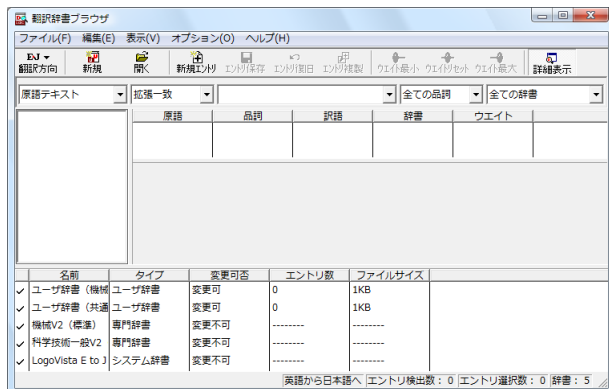 翻訳辞書ブラウザ
ファイル(F) 編集(E) 表示(V) オプション(O) ヘルプ(H)
E›J 翻訳方向 新規 開く 新規エントリ エントリ保存 エントリ復旧 エントリ複製 ウエイト最小 ウエイトリセット ウエイト最大 詳細表示
原語テキスト 拡張一致 全ての品詞 全ての辞書
原語 品詞 訳語 辞書 ウエイト
名前 タイプ 変更可否 エントリ数 ファイルサイズ
ユーザ辞書（機械 ユーザ辞書 変更可 0 1KB
ユーザ辞書（共通 ユーザ辞書 変更可 0 1KB
機械V2（標準） 専門辞書 変更不可 -------- --------
科学技術一般V2 専門辞書 変更不可 -------- --------
LogoVista E to J システム辞書 変更不可 -------- --------
英語から日本語へ エントリ検出数： 0 エントリ選択数： 0 辞書： 5